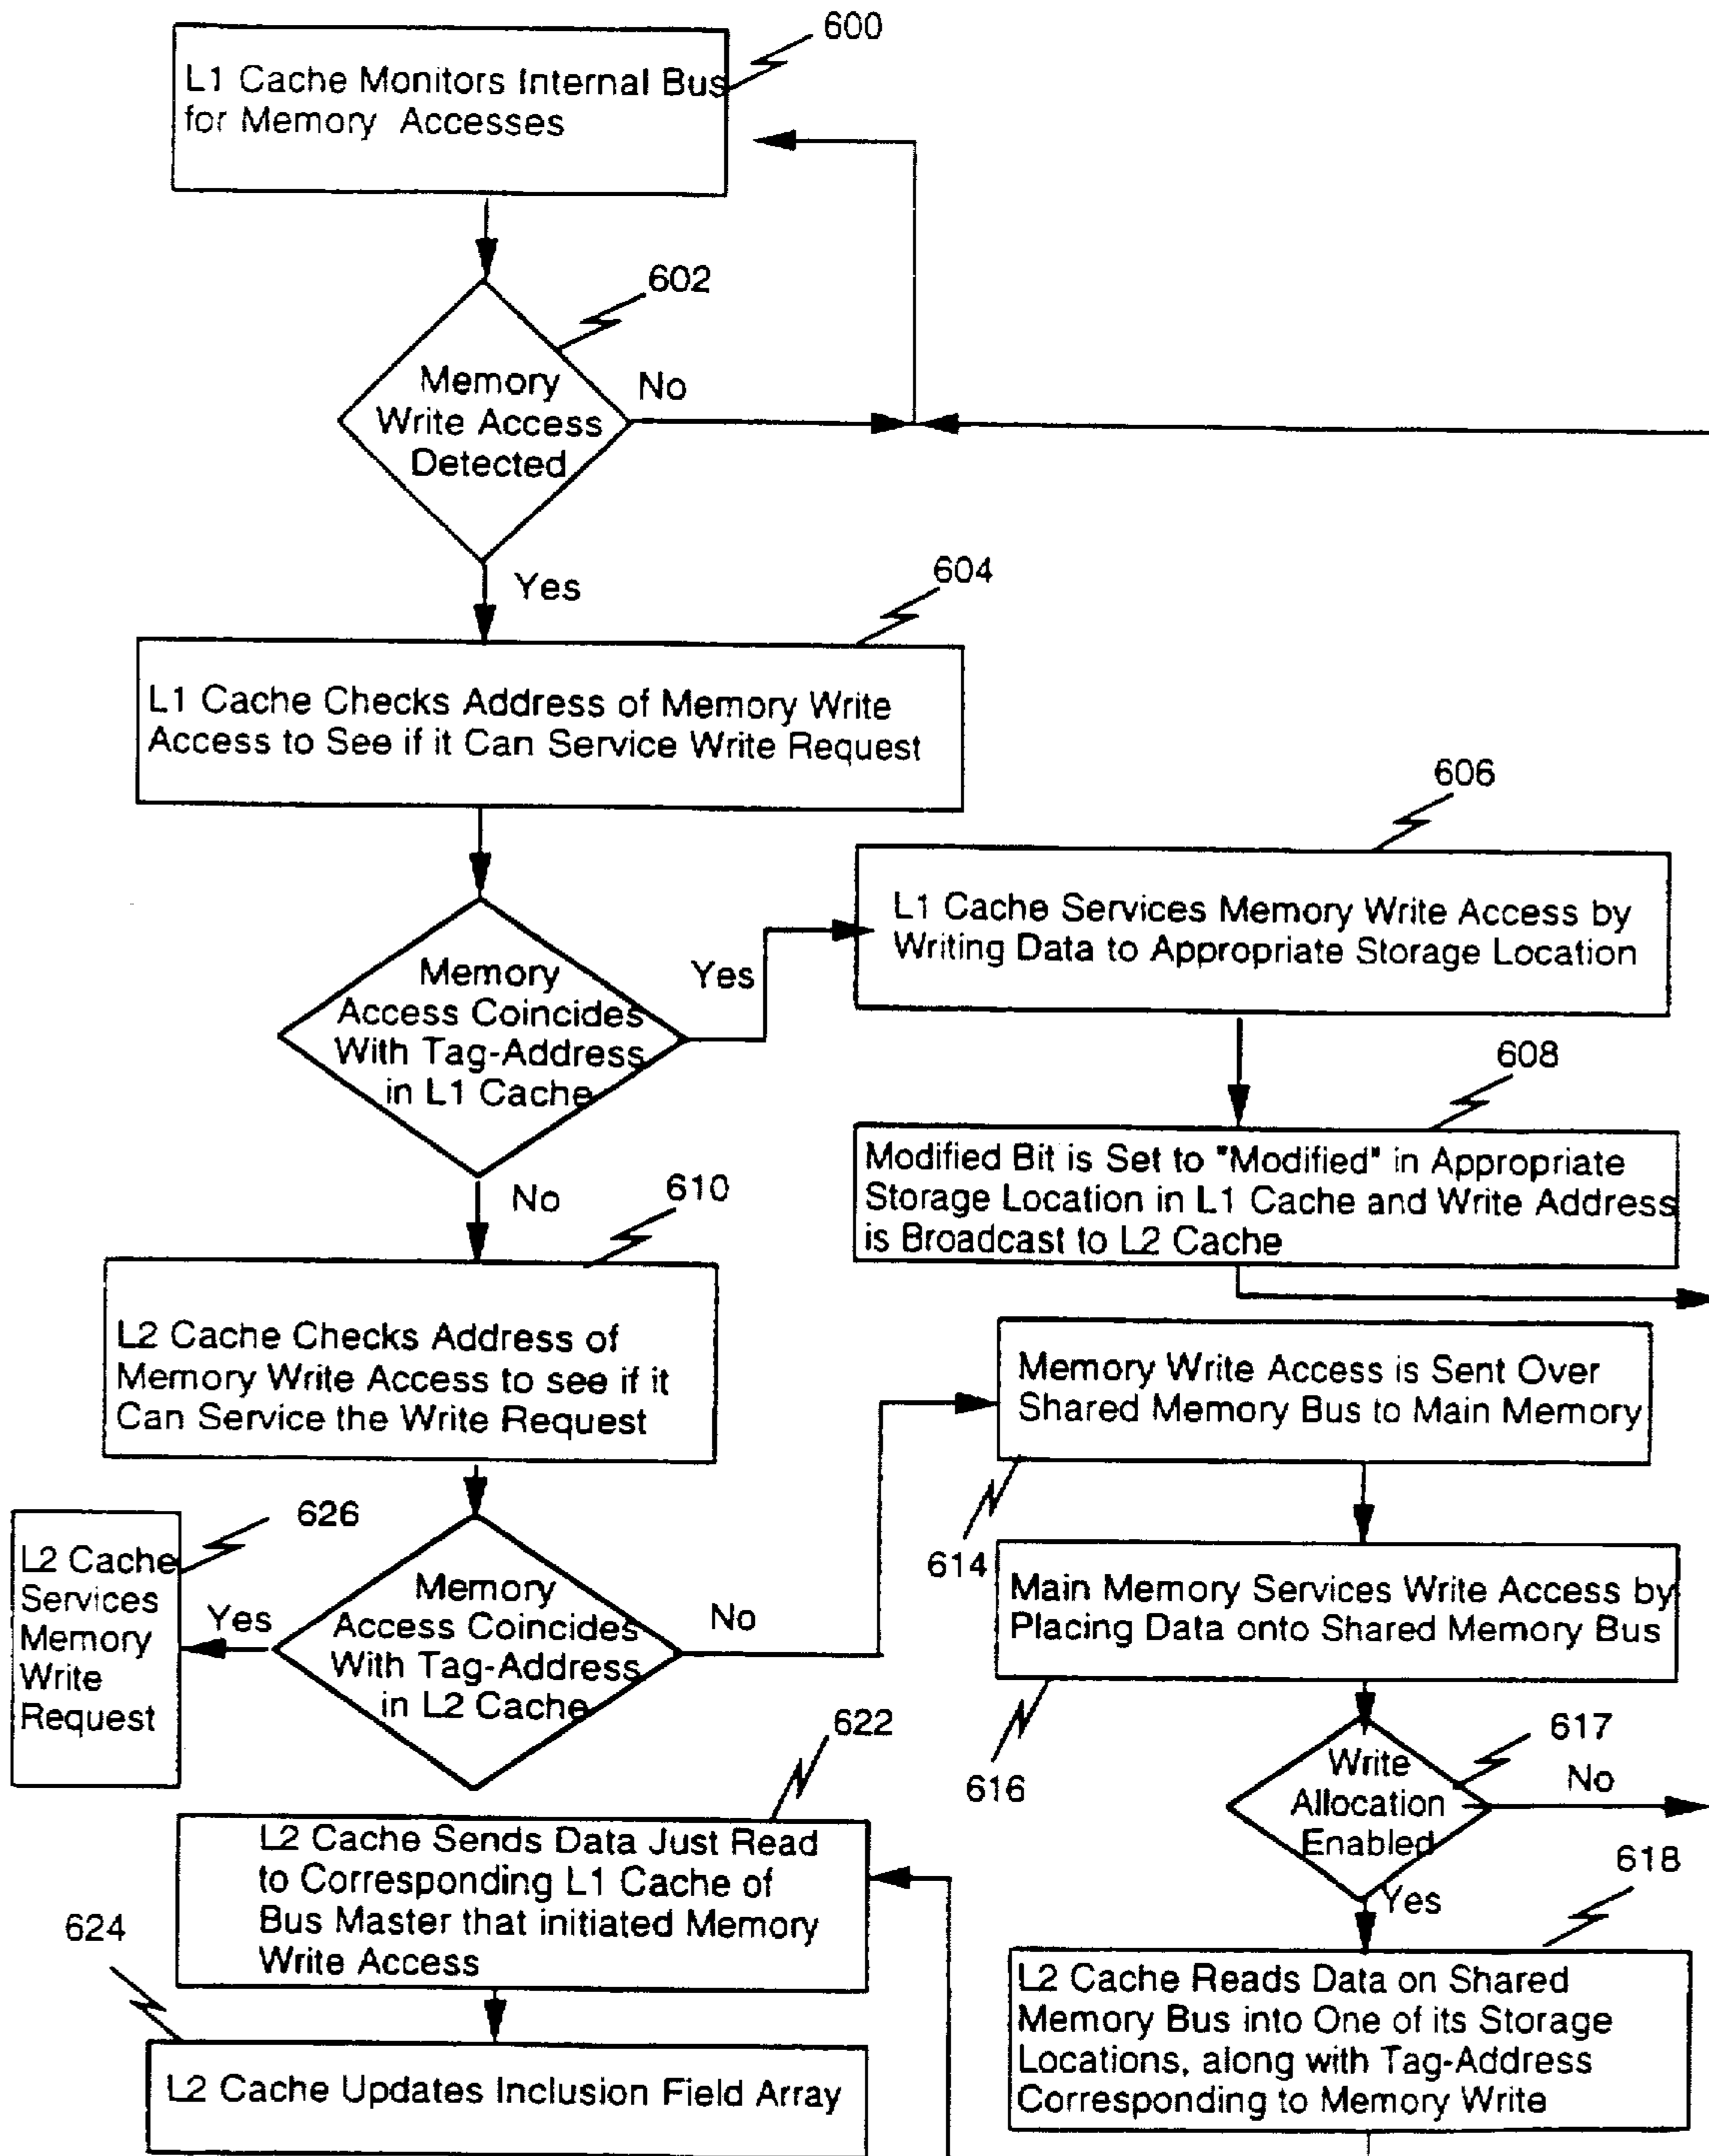 600
L1 Cache Monitors Internal Bus
for Memory Accesses
602
Memory
Write Access
Detected
No
Yes
604
L1 Cache Checks Address of Memory Write
Access to See if it Can Service Write Request
606
L1 Cache Services Memory Write Access by
Writing Data to Appropriate Storage Location
Memory
Access Coincides
With Tag-Address
in L1 Cache
Yes
No
608
Modified Bit is Set to "Modified" in Appropriate
Storage Location in L1 Cache and Write Address
is Broadcast to L2 Cache
610
L2 Cache Checks Address of
Memory Write Access to see if it
Can Service the Write Request
Memory Write Access is Sent Over
Shared Memory Bus to Main Memory
614
626
L2 Cache
Services
Memory
Write
Request
Yes
Memory
Access Coincides
With Tag-Address
in L2 Cache
No
Main Memory Services Write Access by
Placing Data onto Shared Memory Bus
616
617
Write
Allocation
Enabled
No
Yes
622
L2 Cache Sends Data Just Read
to Corresponding L1 Cache of
Bus Master that initiated Memory
Write Access
618
L2 Cache Reads Data on Shared
Memory Bus into One of its Storage
Locations, along with Tag-Address
Corresponding to Memory Write
624
L2 Cache Updates Inclusion Field Array